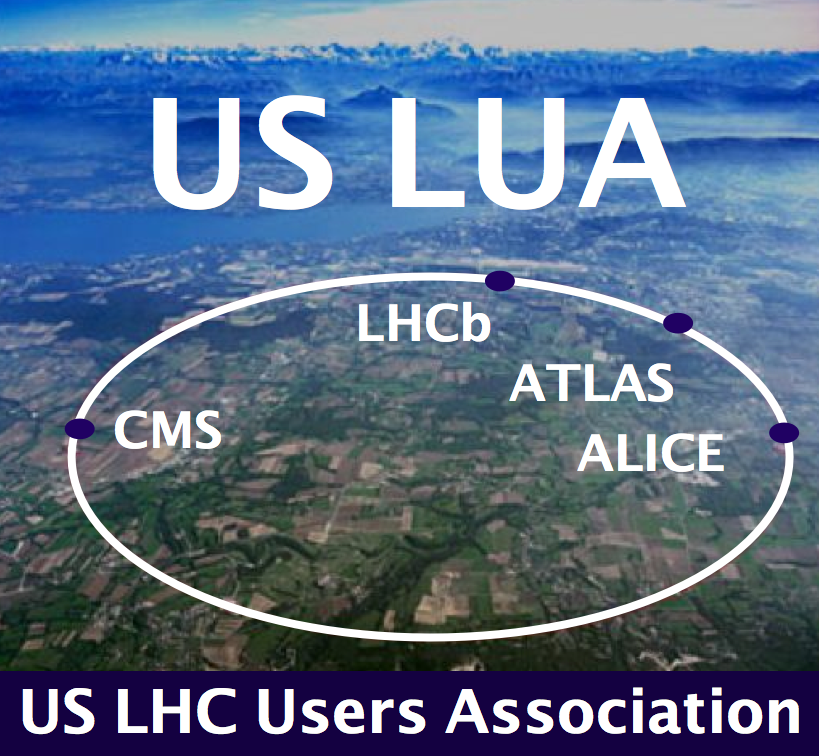 US LUA
LHCb
ATLAS
CMS
ALICE
US LHC Users Association